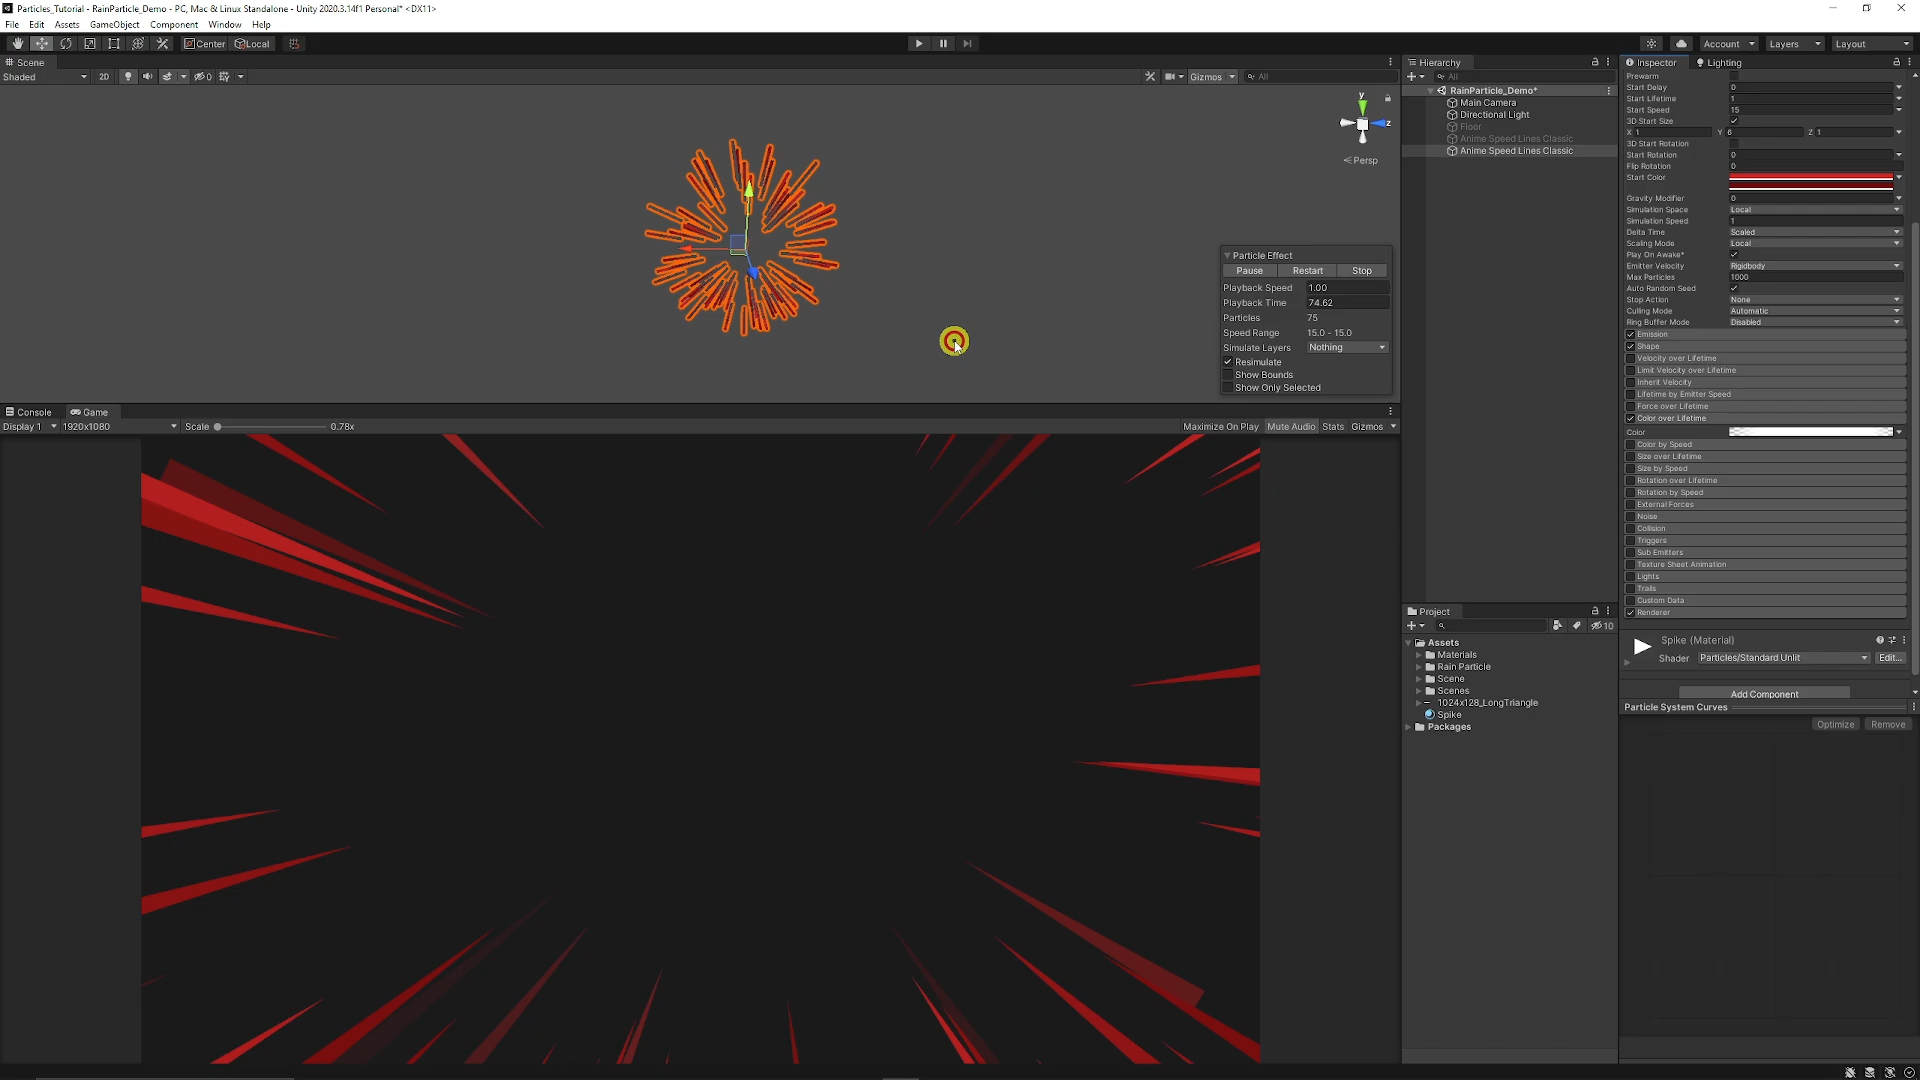 Particles_Tutorial - RainParticle_Demo - PC, Mac & Linux Standalone - Unity 2020.3.14f1 Personal* <DX11>
File Edit Assets GameObject Component Window Help
Center Local
Account Layers Layout
Scene
Shaded 2D 0 Gizmos All
y
z
Persp
Particle Effect
Pause Restart Stop
Playback Speed 1.00
Playback Time 74.62
Particles 75
Speed Range 15.0 - 15.0
Simulate Layers Nothing
Resimulate
Show Bounds
Show Only Selected
Console Game
Display 1 1920x1080 Scale 0.78x Maximize On Play Mute Audio Stats Gizmos
Hierarchy
All
RainParticle_Demo*
Main Camera
Directional Light
Floor
Anime Speed Lines Classic
Anime Speed Lines Classic
Project
10
Assets
Materials
Rain Particle
Scene
Scenes
1024x128_LongTriangle
Spike
Packages
Inspector Lighting
Prewarm
Start Delay 0
Start Lifetime 1
Start Speed 15
3D Start Size
X 1 Y 6 Z 1
3D Start Rotation
Start Rotation 0
Flip Rotation 0
Start Color
Gravity Modifier 0
Simulation Space Local
Simulation Speed 1
Delta Time Scaled
Scaling Mode Local
Play On Awake*
Emitter Velocity Rigidbody
Max Particles 1000
Auto Random Seed
Stop Action None
Culling Mode Automatic
Ring Buffer Mode Disabled
Emission
Shape
Velocity over Lifetime
Limit Velocity over Lifetime
Inherit Velocity
Lifetime by Emitter Speed
Force over Lifetime
Color over Lifetime
Color
Color by Speed
Size over Lifetime
Size by Speed
Rotation over Lifetime
Rotation by Speed
External Forces
Noise
Collision
Triggers
Sub Emitters
Texture Sheet Animation
Lights
Trails
Custom Data
Renderer
Spike (Material)
Shader Particles/Standard Unlit Edit...
Add Component
Particle System Curves
Optimize Remove